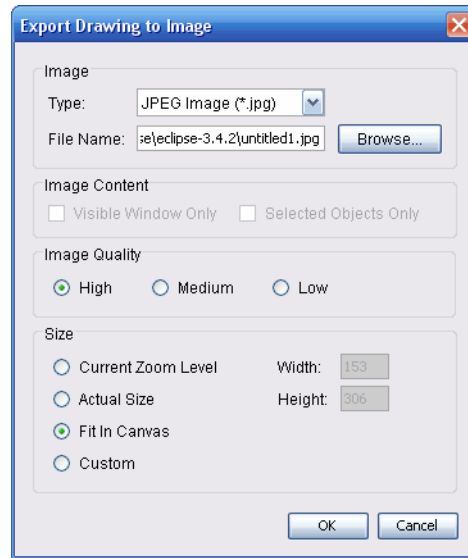 Export Drawing to Image
Image
Type: JPEG Image (*.jpg)
File Name: se\eclipse-3.4.2\untitled1.jpg Browse...
Image Content
Visible Window Only Selected Objects Only
Image Quality
High Medium Low
Size
Current Zoom Level Width: 153
Actual Size Height: 306
Fit In Canvas
Custom
OK Cancel